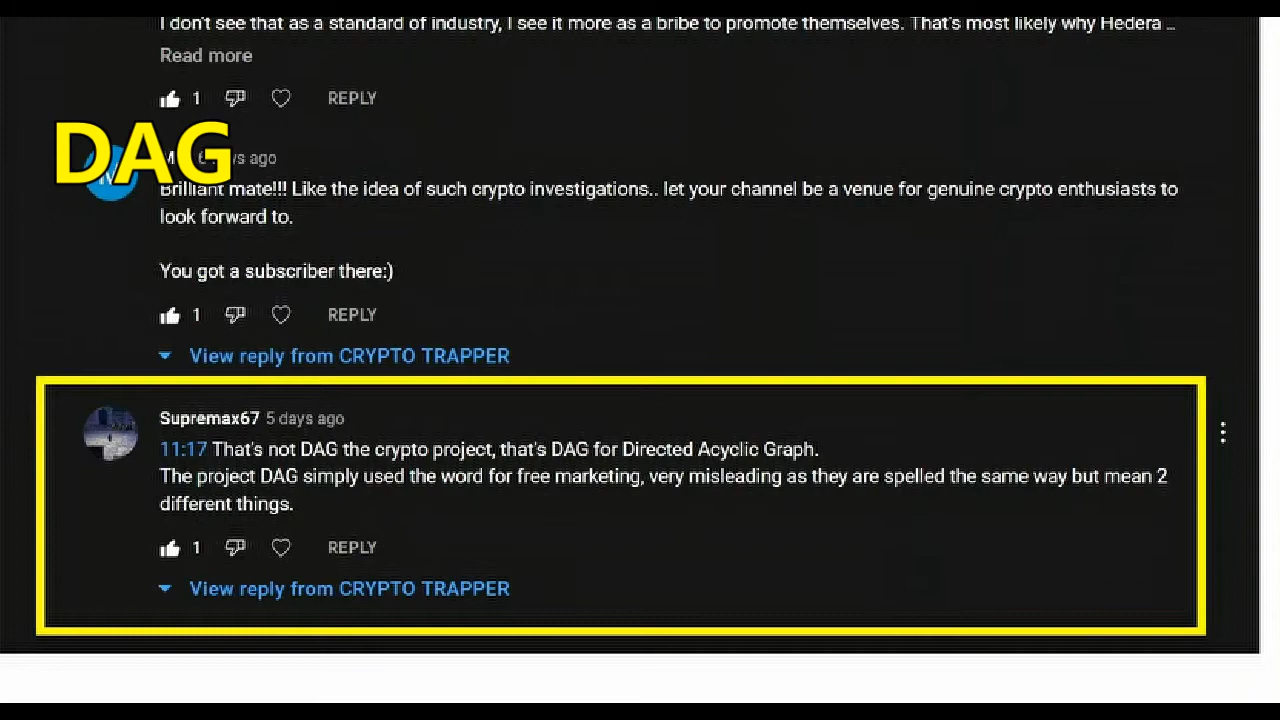 I don't see that as a standard of industry, I see it more as a bribe to promote themselves. That's most likely why Hedera ...
Read more
1 REPLY
DAG
M 6 days ago
Brilliant mate!!! Like the idea of such crypto investigations.. let your channel be a venue for genuine crypto enthusiasts to
look forward to.
You got a subscriber there:)
1 REPLY
View reply from CRYPTO TRAPPER
Supremax67 5 days ago
11:17 That's not DAG the crypto project, that's DAG for Directed Acyclic Graph.
The project DAG simply used the word for free marketing, very misleading as they are spelled the same way but mean 2
different things.
1 REPLY
View reply from CRYPTO TRAPPER